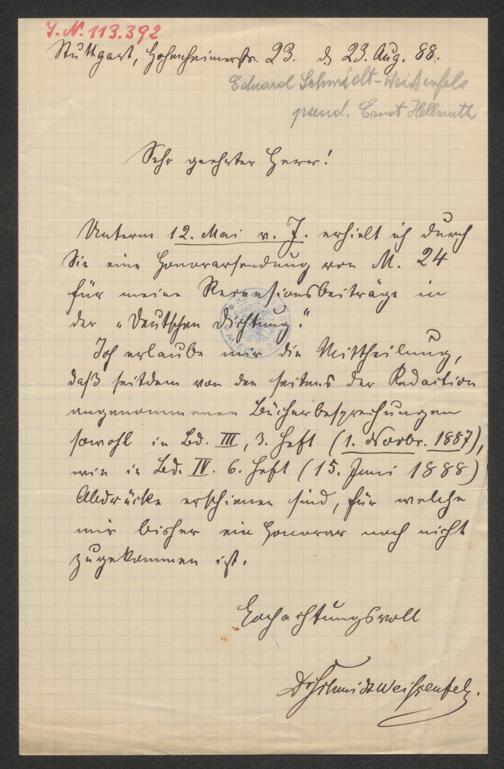 J. N. 113.392
Stuttgart, Hohenheimerstr. 23. d. 23. Aug. 88.
Eduard Schmidt-Weißenfels
pseud. Ernst Hellmuth
Sehr geehrter Herr!
Unterm 12. Mai v. J. erhielt ich durch
Sie eine Honorarsendung von M. 24
für meine Recensionsbeiträge in
der „Deutschen Dichtung."
Ich erlaube mir die Mittheilung,
daß seitdem von den seitens der Redaction
angenommenen Bücherbesprechungen
sowohl in Bd. III, 3. Heft (1. Novbr. 1887),
wie in Bd. IV. 6. Heft (15. Juni 1888)
Abdrücke erschienen sind, für welche
mir bisher ein Honorar noch nicht
zugekommen ist.
Hochachtungsvoll
Dr Schmidt Weißenfels.